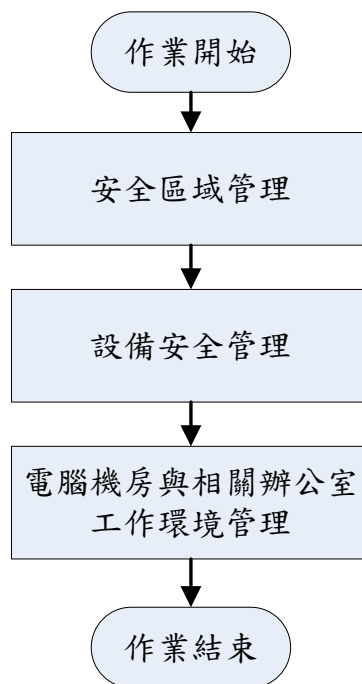 作業開始
安全區域管理
設備安全管理
電腦機房與相關辦公室
工作環境管理
作業結束